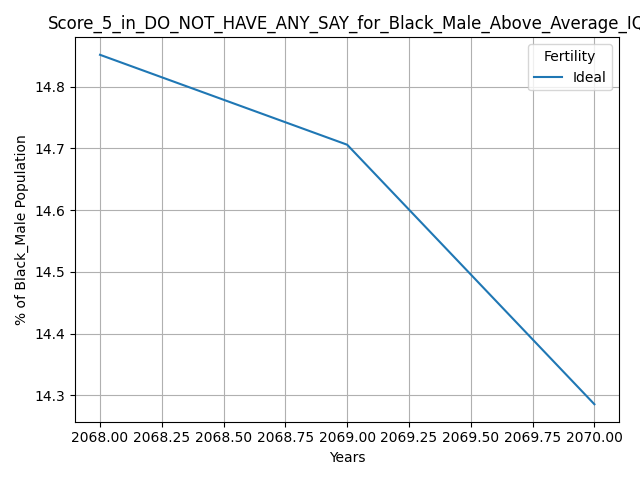 Score_5_in_DO_NOT_HAVE_ANY_SAY_for_Black_Male_Above_Average_IQ
Fertility
Ideal
% of Black_Male Population
14.8
14.7
14.6
14.5
14.4
14.3
2068.00 2068.25 2068.50 2068.75 2069.00 2069.25 2069.50 2069.75 2070.00
Years